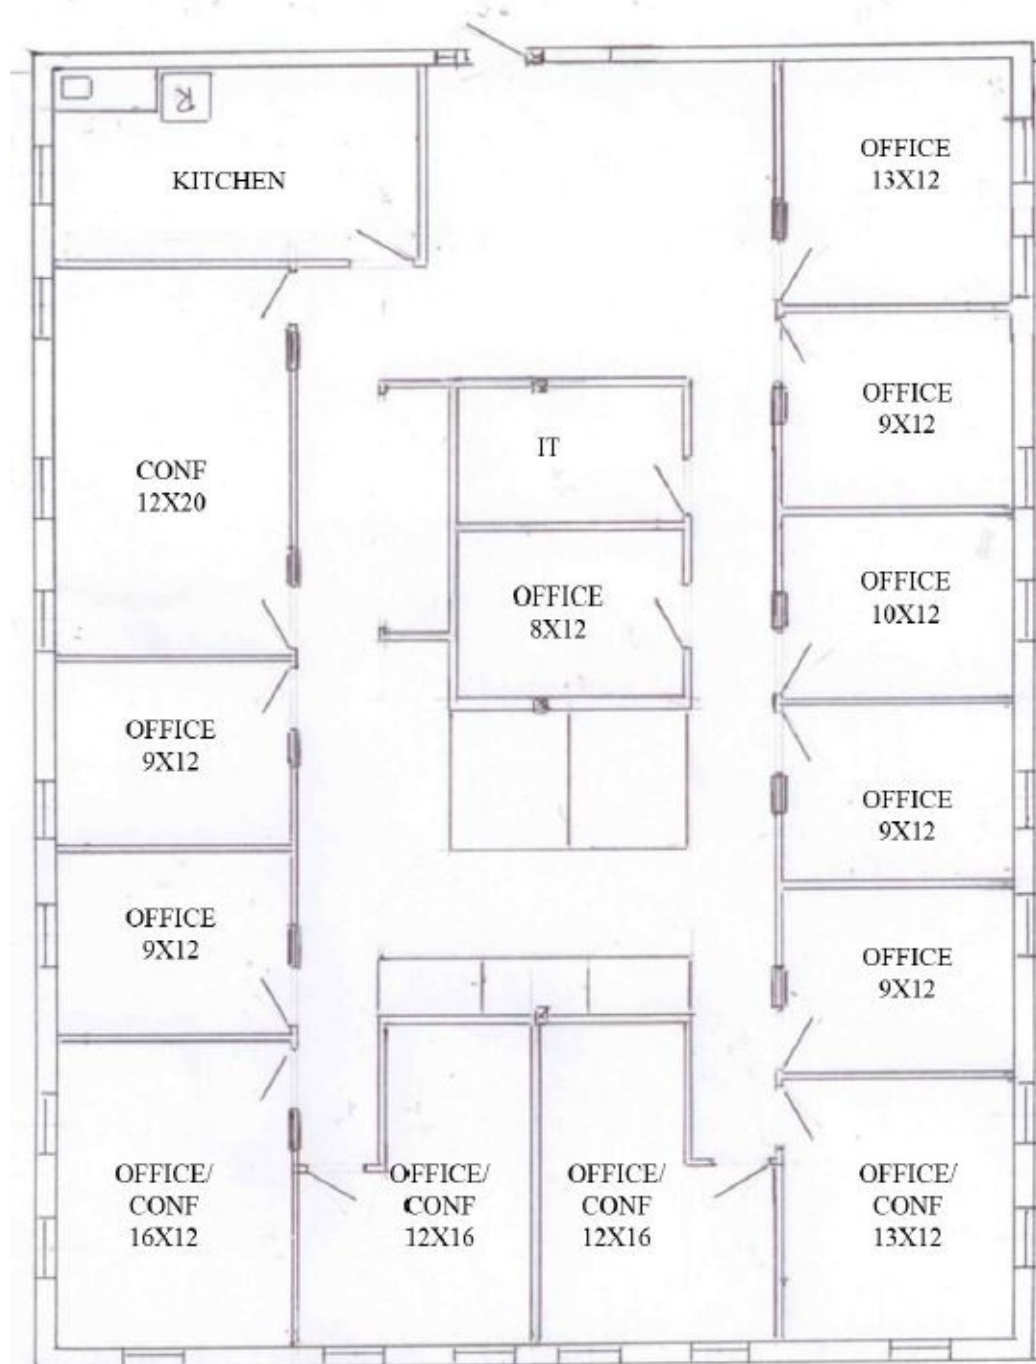 R
KITCHEN
OFFICE
13X12
OFFICE
9X12
CONF
12X20
IT
OFFICE
8X12
OFFICE
10X12
OFFICE
9X12
OFFICE
9X12
OFFICE
9X12
OFFICE
9X12
OFFICE/
CONF
16X12
OFFICE/
CONF
12X16
OFFICE/
CONF
12X16
OFFICE/
CONF
13X12